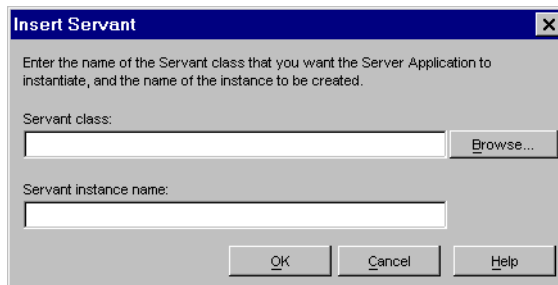 Insert Servant
Enter the name of the Servant class that you want the Server Application to
instantiate, and the name of the instance to be created.
Servant class:
Browse...
Servant instance name:
OK Cancel Help